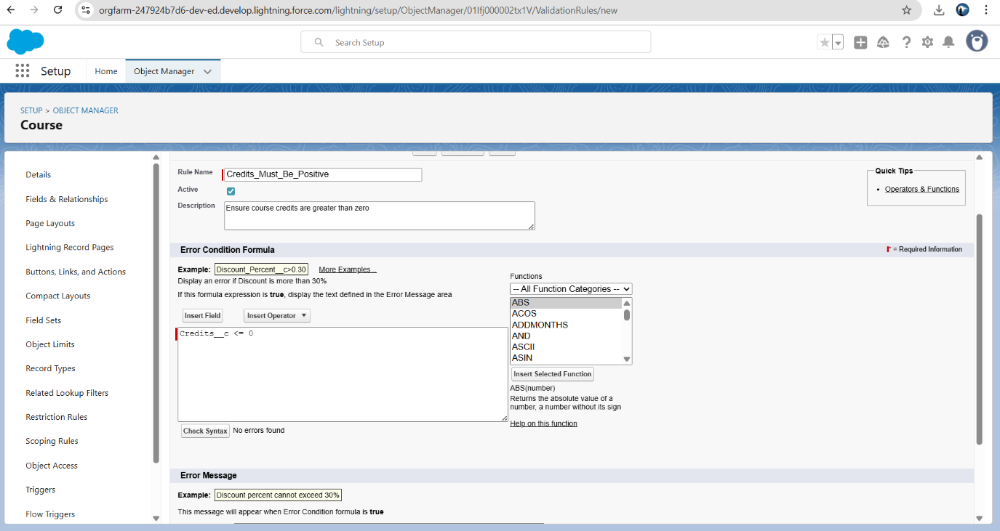 orgfarm-247924b7d6-dev-ed.develop.lightning.force.com/lightning/setup/ObjectManager/01Ifj000002tx1V/ValidationRules/new
Search Setup
Setup
Home
Object Manager
SETUP > OBJECT MANAGER
Course
Details
Fields & Relationships
Page Layouts
Lightning Record Pages
Buttons, Links, and Actions
Compact Layouts
Field Sets
Object Limits
Record Types
Related Lookup Filters
Restriction Rules
Scoping Rules
Object Access
Triggers
Flow Triggers
Rule Name
Credits_Must_Be_Positive
Active
Description
Ensure course credits are greater than zero
Quick Tips
• Operators & Functions
Error Condition Formula
= Required Information
Example: Discount_Percent__c>0.30 More Examples...
Display an error if Discount is more than 30%
If this formula expression is true, display the text defined in the Error Message area
Insert Field
Insert Operator
Credits__c <= 0
Functions
-- All Function Categories --
ABS
ACOS
ADDMONTHS
AND
ASCII
ASIN
Insert Selected Function
ABS(number)
Returns the absolute value of a
number, a number without its sign
Help on this function
Check Syntax No errors found
Error Message
Example: Discount percent cannot exceed 30%
This message will appear when Error Condition formula is true